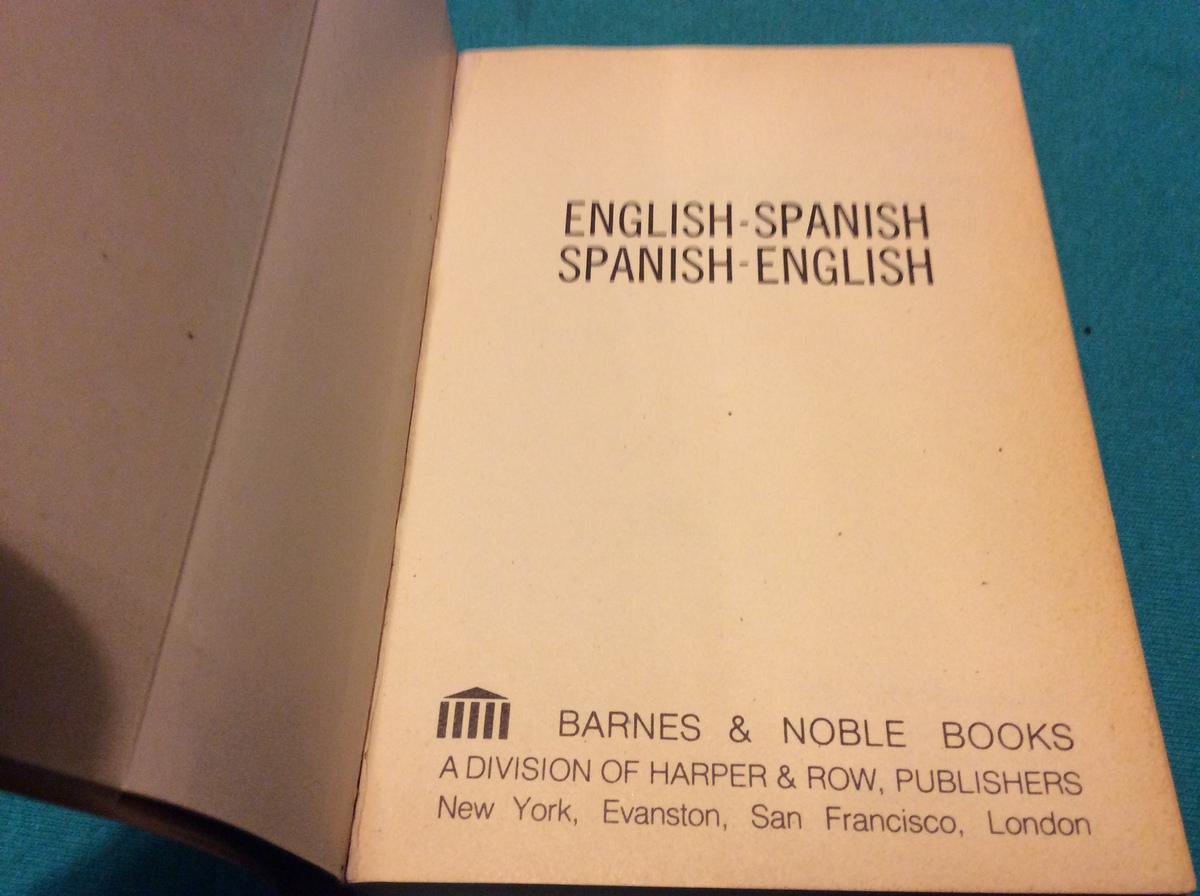 ENGLISH-SPANISH
SPANISH-ENGLISH
BARNES & NOBLE BOOKS
A DIVISION OF HARPER & ROW, PUBLISHERS
New York, Evanston, San Francisco, London